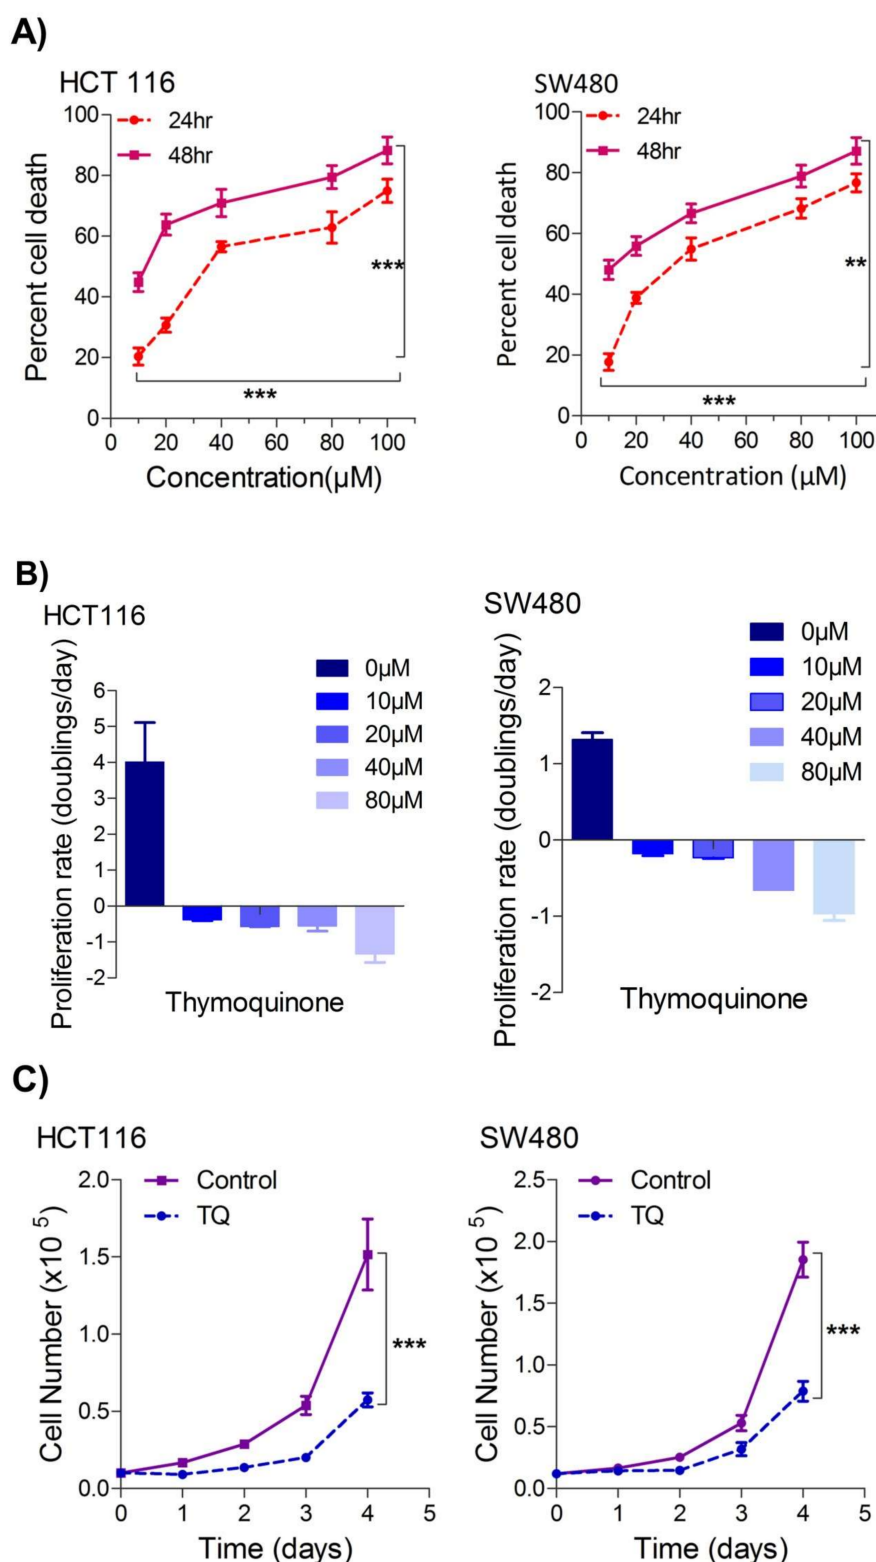 A)
HCT 116
24hr
48hr
Percent cell death
100
80
60
40
20
0
***
***
0 20 40 60 80 100
Concentration(µM)
SW480
24hr
48hr
Percent cell death
100
80
60
40
20
0
**
***
0 20 40 60 80 100
Concentration (µM)
B)
HCT116
Proliferation rate (doublings/day)
6
5
4
3
2
1
0
-1
-2
0µM
10µM
20µM
40µM
80µM
Thymoquinone
SW480
Proliferation rate (doublings/day)
2
1
0
-1
-2
0µM
10µM
20µM
40µM
80µM
Thymoquinone
C)
HCT116
Control
TQ
Cell Number (x10 5)
2.0
1.5
1.0
0.5
0.0
***
0 1 2 3 4 5
Time (days)
SW480
Control
TQ
Cell Number (x10 5)
2.5
2.0
1.5
1.0
0.5
0.0
***
0 1 2 3 4 5
Time (days)